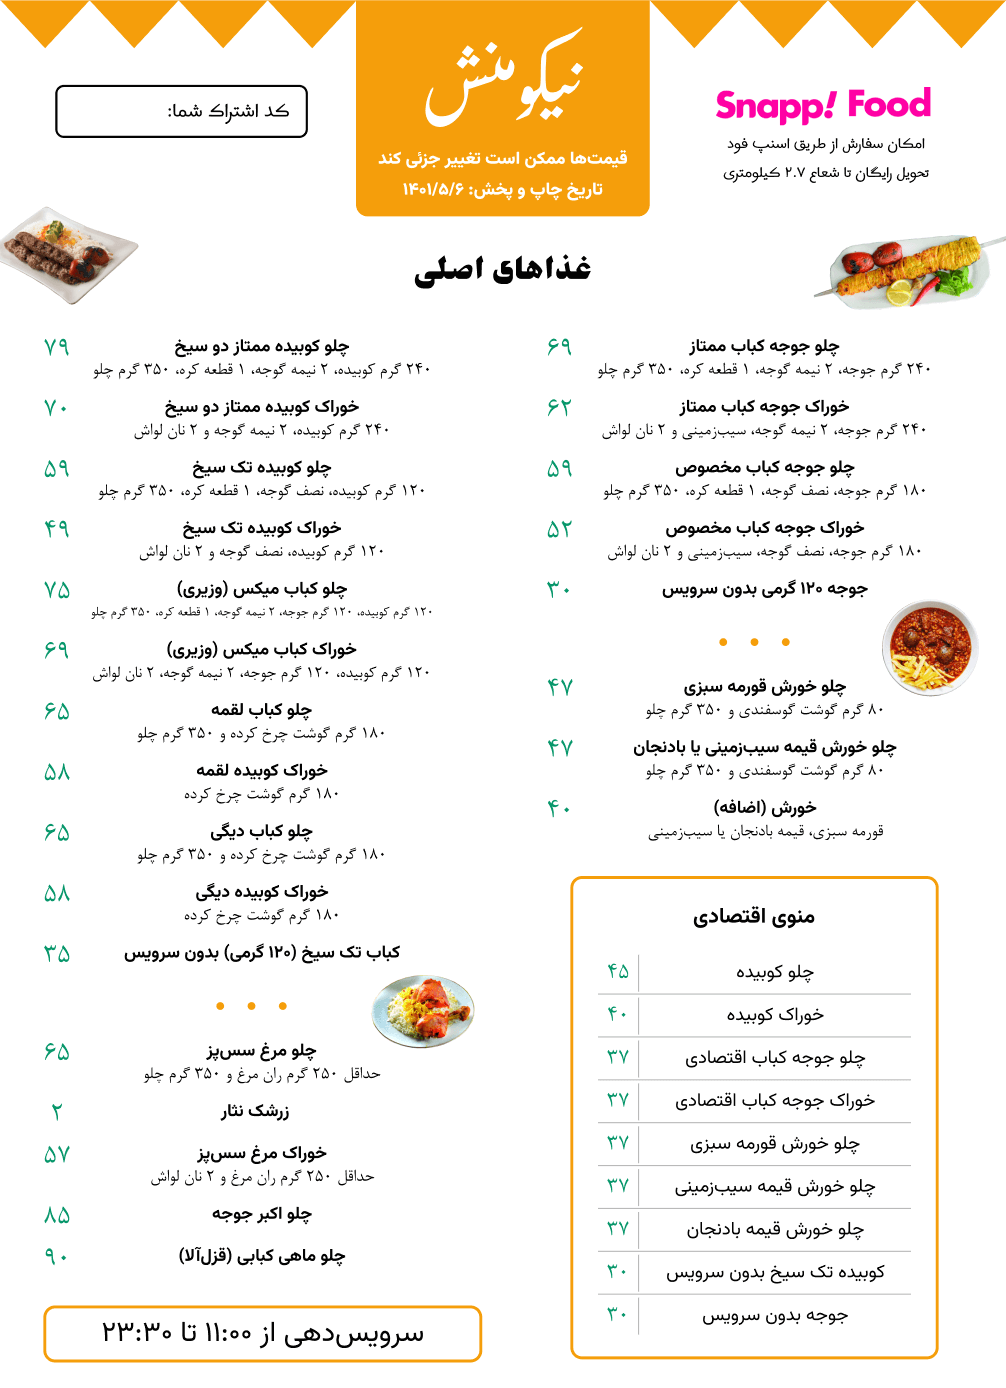 Snapp! Food
امکان سفارش از طریق اسنپ فود
تحویل رایگان تا شعاع ۲.۷ کیلومتری
نیکو منش
قیمت‌ها ممکن است تغییر جزئی کند
تاریخ چاپ و پخش: ۱۴۰۱/۵/۶
کد اشتراک شما:
غذاهای اصلی
چلو جوجه کباب ممتاز ۶۹
۲۴۰ گرم جوجه، ۲ نیمه گوجه، ۱ قطعه کره، ۳۵۰ گرم چلو
خوراک جوجه کباب ممتاز ۶۲
۲۴۰ گرم جوجه، ۲ نیمه گوجه، سیب‌زمینی و ۲ نان لواش
چلو جوجه کباب مخصوص ۵۹
۱۸۰ گرم جوجه، نصف گوجه، ۱ قطعه کره، ۳۵۰ گرم چلو
خوراک جوجه کباب مخصوص ۵۲
۱۸۰ گرم جوجه، نصف گوجه، سیب‌زمینی و ۲ نان لواش
جوجه ۱۲۰ گرمی بدون سرویس ۳۰
چلو خورش قورمه سبزی ۴۷
۸۰ گرم گوشت گوسفندی و ۳۵۰ گرم چلو
چلو خورش قیمه سیب‌زمینی یا بادنجان ۴۷
۸۰ گرم گوشت گوسفندی و ۳۵۰ گرم چلو
خورش (اضافه) ۴۰
قورمه سبزی، قیمه بادنجان یا سیب‌زمینی
منوی اقتصادی
چلو کوبیده ۴۵
خوراک کوبیده ۴۰
چلو جوجه کباب اقتصادی ۳۷
خوراک جوجه کباب اقتصادی ۳۷
چلو خورش قورمه سبزی ۳۷
چلو خورش قیمه سیب‌زمینی ۳۷
چلو خورش قیمه بادنجان ۳۷
کوبیده تک سیخ بدون سرویس ۳۰
جوجه بدون سرویس ۳۰
چلو کوبیده ممتاز دو سیخ ۷۹
۲۴۰ گرم کوبیده، ۲ نیمه گوجه، ۱ قطعه کره، ۳۵۰ گرم چلو
خوراک کوبیده ممتاز دو سیخ ۷۰
۲۴۰ گرم کوبیده، ۲ نیمه گوجه و ۲ نان لواش
چلو کوبیده تک سیخ ۵۹
۱۲۰ گرم کوبیده، نصف گوجه، ۱ قطعه کره، ۳۵۰ گرم چلو
خوراک کوبیده تک سیخ ۴۹
۱۲۰ گرم کوبیده، نصف گوجه و ۲ نان لواش
چلو کباب میکس (وزیری) ۷۵
۱۲۰ گرم کوبیده، ۱۲۰ گرم جوجه، ۲ نیمه گوجه، ۱ قطعه کره، ۳۵۰ گرم چلو
خوراک کباب میکس (وزیری) ۶۹
۱۲۰ گرم کوبیده، ۱۲۰ گرم جوجه، ۲ نیمه گوجه، ۲ نان لواش
چلو کباب لقمه ۶۵
۱۸۰ گرم گوشت چرخ کرده و ۳۵۰ گرم چلو
خوراک کوبیده لقمه ۵۸
۱۸۰ گرم گوشت چرخ کرده
چلو کباب دیگی ۶۵
۱۸۰ گرم گوشت چرخ کرده و ۳۵۰ گرم چلو
خوراک کوبیده دیگی ۵۸
۱۸۰ گرم گوشت چرخ کرده
کباب تک سیخ (۱۲۰ گرمی) بدون سرویس ۳۵
چلو مرغ سس‌پز ۶۵
حداقل ۲۵۰ گرم ران مرغ و ۳۵۰ گرم چلو
زرشک نثار ۲
خوراک مرغ سس‌پز ۵۷
حداقل ۲۵۰ گرم ران مرغ و ۲ نان لواش
چلو اکبر جوجه ۸۵
چلو ماهی کبابی (قزل‌آلا) ۹۰
سرویس‌دهی از ۱۱:۰۰ تا ۲۳:۳۰